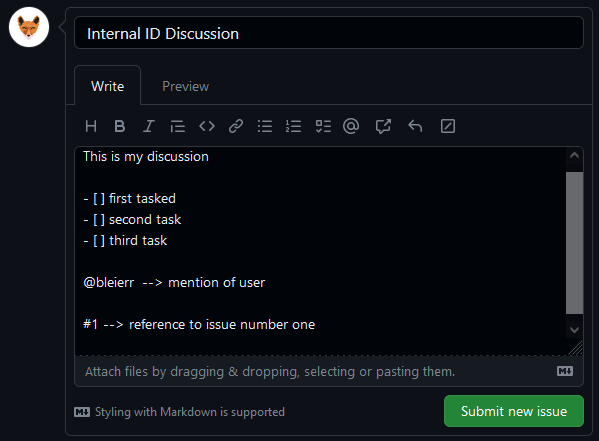 Internal ID Discussion
Write Preview
H B I <> @
This is my discussion
- [ ] first tasked
- [ ] second task
- [ ] third task
@bleierr --> mention of user
#1 --> reference to issue number one
Attach files by dragging & dropping, selecting or pasting them.
Styling with Markdown is supported
Submit new issue